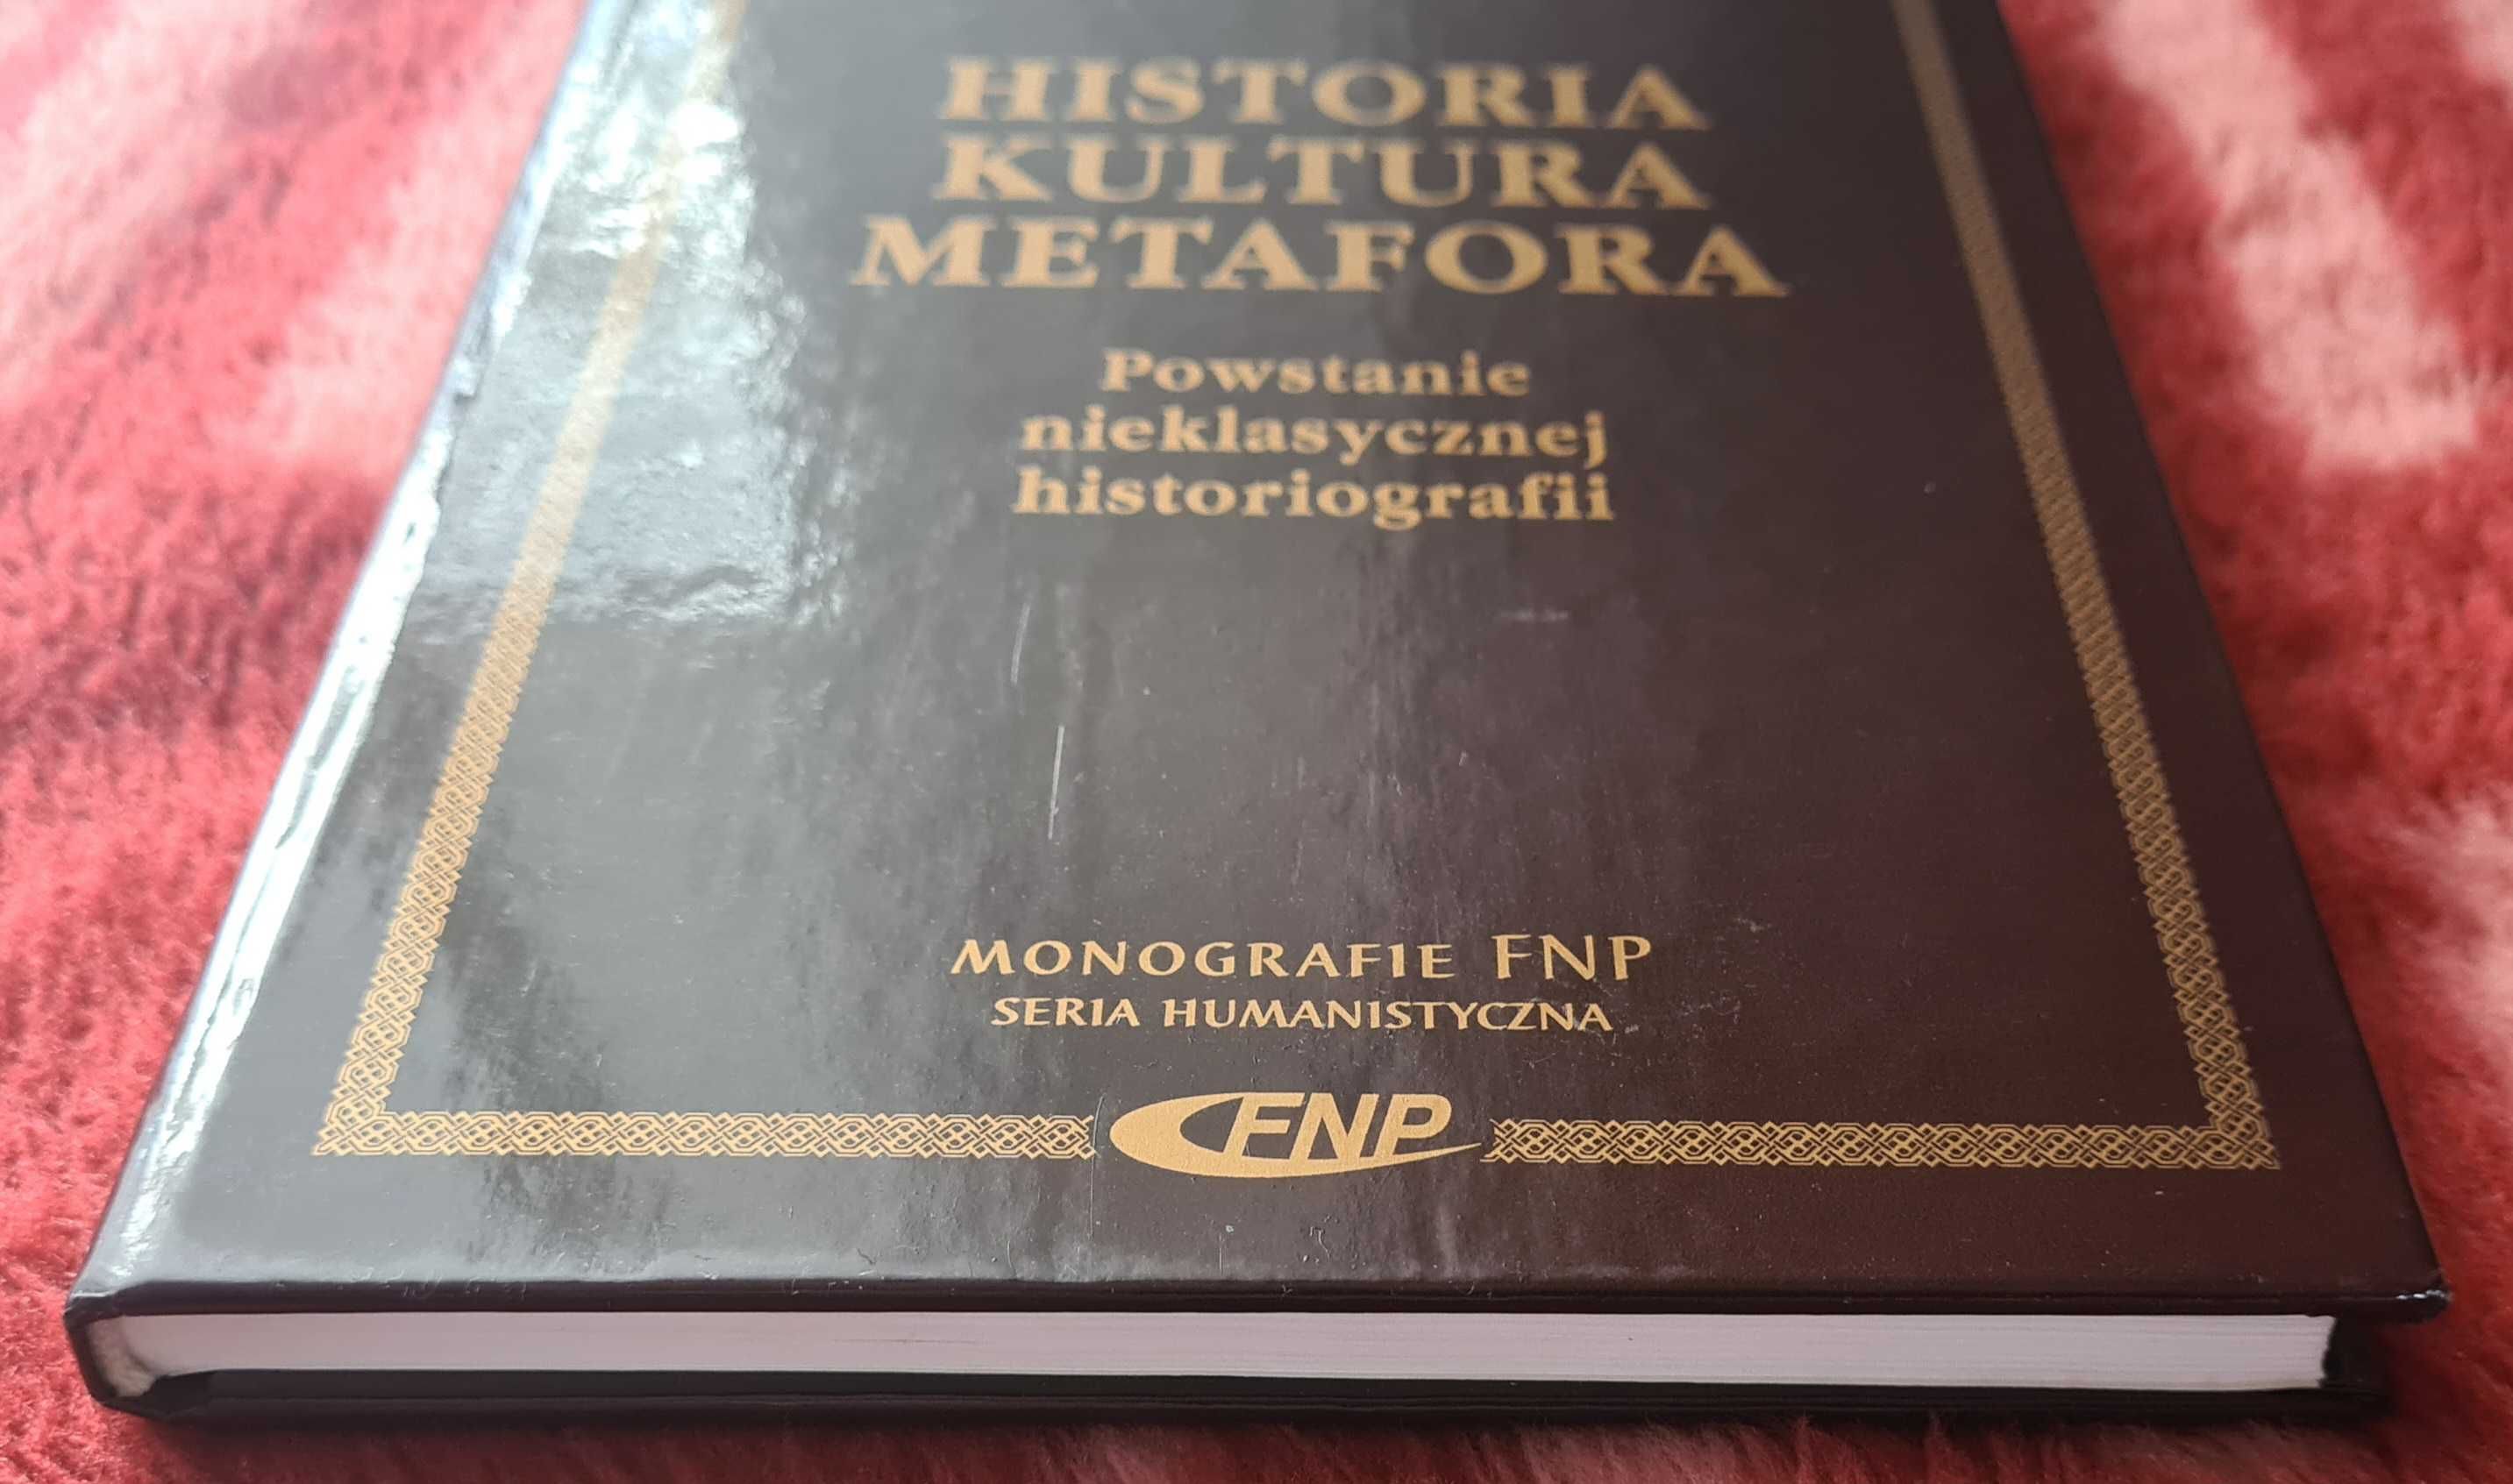 HISTORIA
KULTURA
METAFORA
Powstanie
nieklasycznej
historiografii
MONOGRAFIE FNP
SERIA HUMANISTYCZNA
FNP